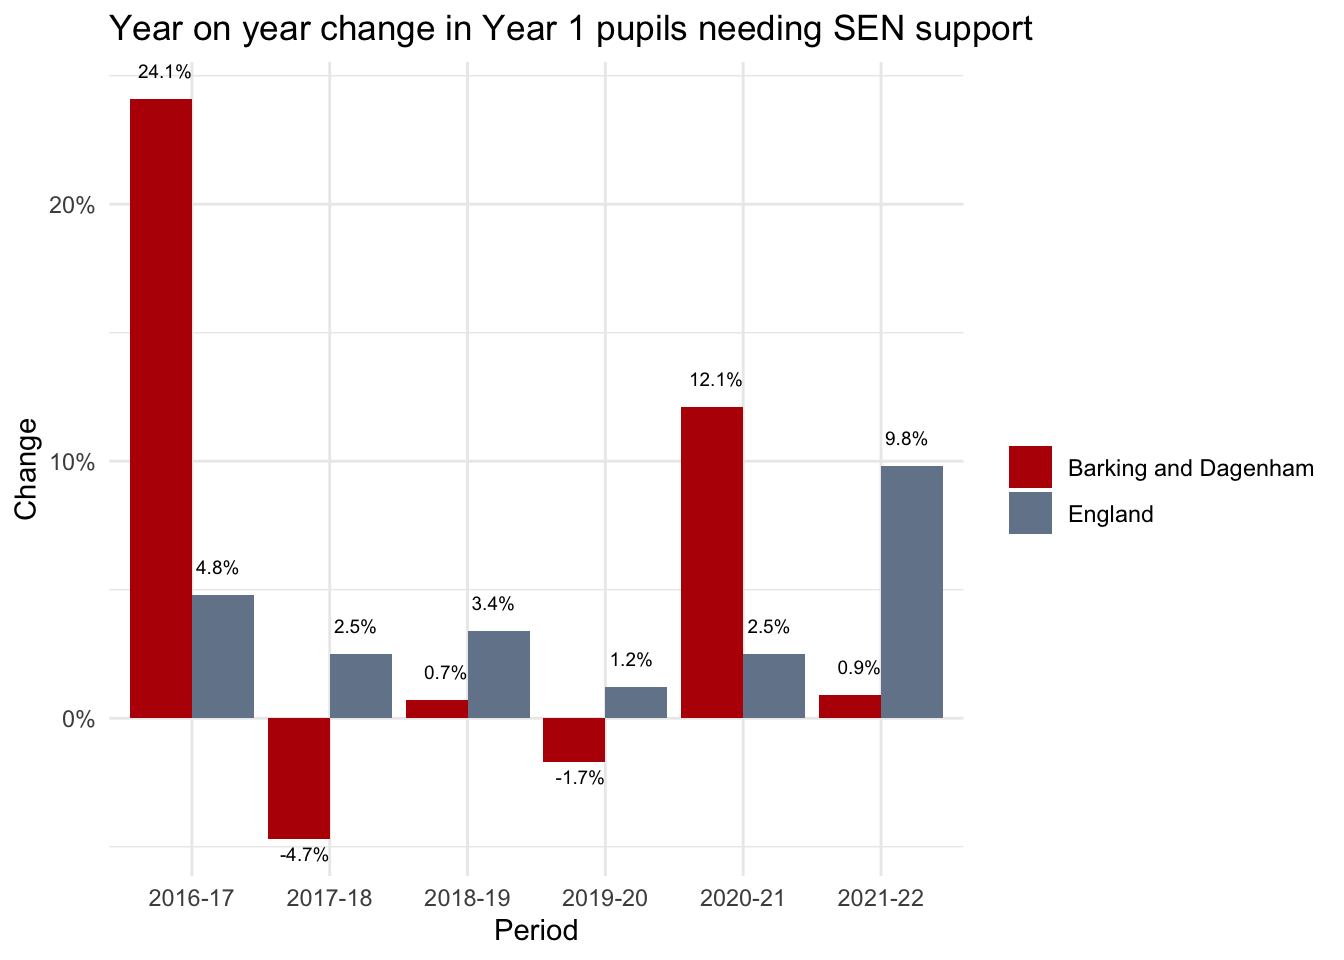 Year on year change in Year 1 pupils needing SEN support
24.1%
20%
12.1%
9.8%
10%
Change
Barking and Dagenham
England
4.8%
2.5%
3.4%
1.2%
2.5%
0.7%
0.9%
0%
-1.7%
-4.7%
2016-17 2017-18 2018-19 2019-20 2020-21 2021-22
Period